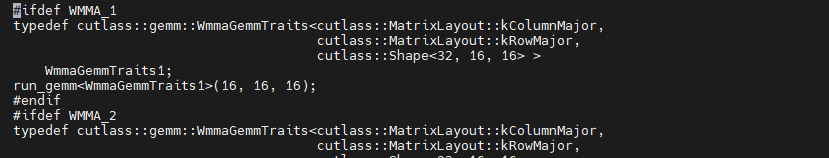 #ifdef WMMA_1
typedef cutlass::gemm::WmmaGemmTraits<cutlass::MatrixLayout::kColumnMajor,
cutlass::MatrixLayout::kRowMajor,
cutlass::Shape<32, 16, 16> >
WmmaGemmTraits1;
run_gemm<WmmaGemmTraits1>(16, 16, 16);
#endif
#ifdef WMMA_2
typedef cutlass::gemm::WmmaGemmTraits<cutlass::MatrixLayout::kColumnMajor,
cutlass::MatrixLayout::kRowMajor,